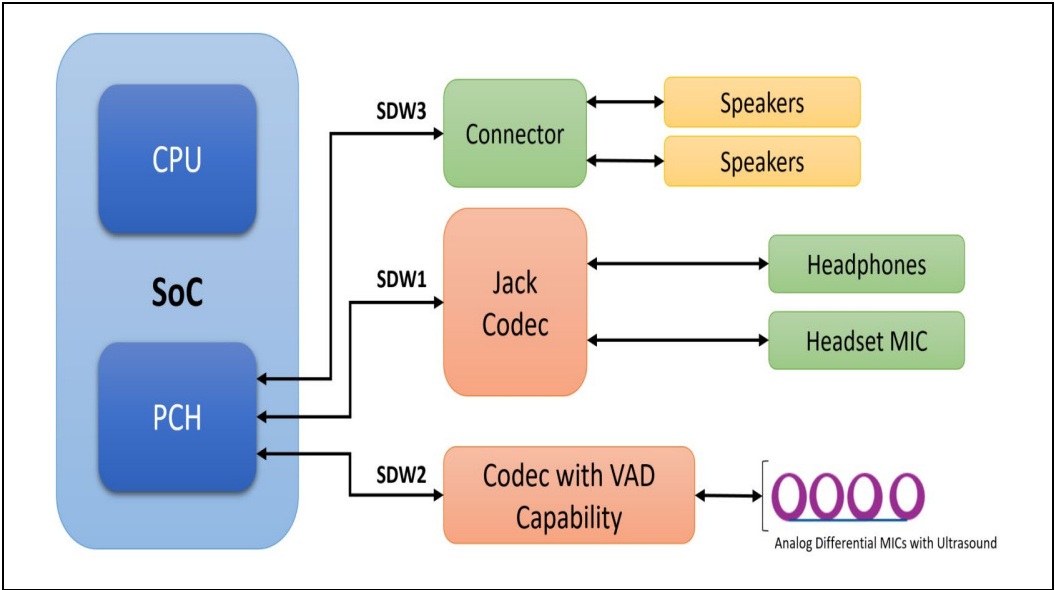 CPU
SoC
PCH
SDW3
Connector
Speakers
Speakers
SDW1
Jack
Codec
Headphones
Headset MIC
SDW2
Codec with VAD
Capability
Analog Differential MICs with Ultrasound